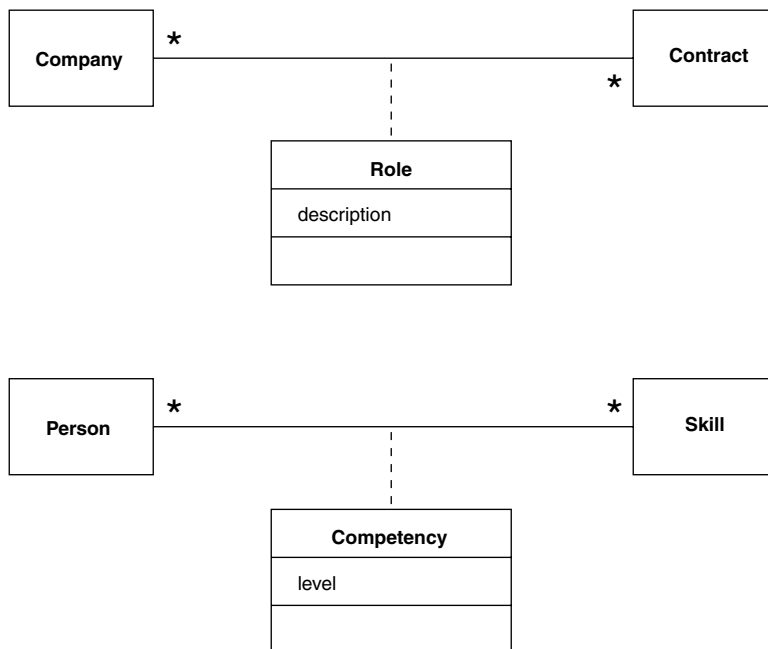 *
Company
Contract
*
Role
description
*
*
Person
Skill
Competency
level